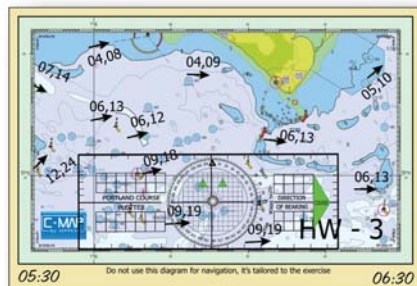 04,08
07,14
04,09
05,10
06,13
06,12
06,13
12,24
09,18
06,13
PORTLAND COURSE
PLOTTER
DIRECTION
OF BEARING
C-MAP
09,19
09,19
HW - 3
Do not use this diagram for navigation, it's tailored to the exercise
05:30
06:30